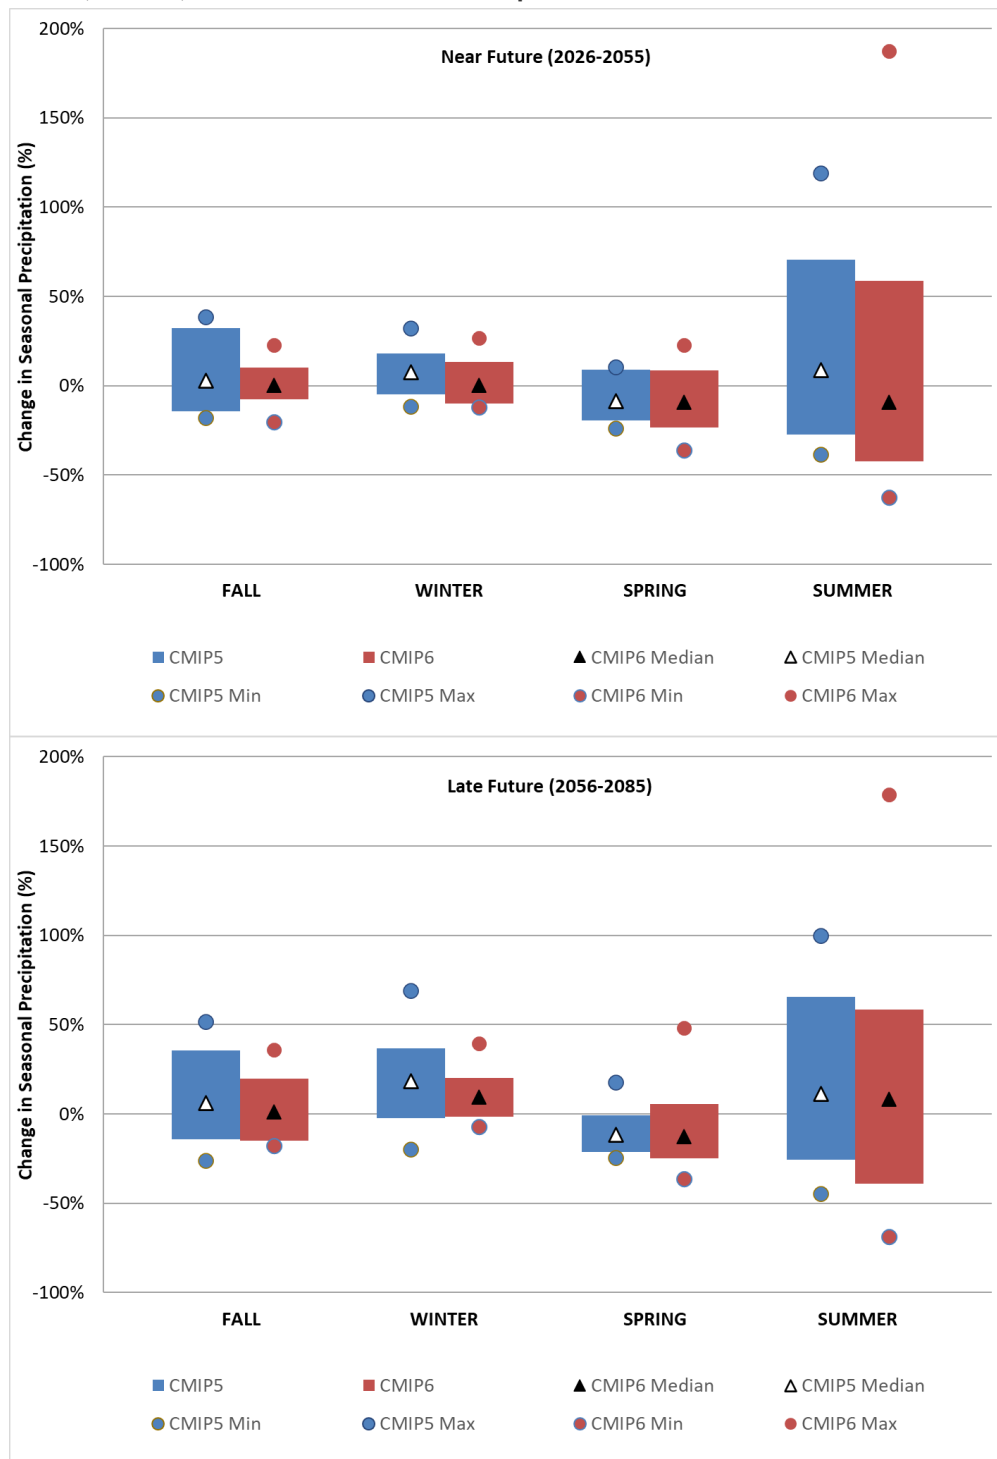 Near Future (2026-2055)
Change in Seasonal Precipitation (%)
200%
150%
100%
50%
0%
-50%
-100%
FALL WINTER SPRING SUMMER
CMIP5 CMIP6 CMIP6 Median CMIP5 Median
CMIP5 Min CMIP5 Max CMIP6 Min CMIP6 Max
Late Future (2056-2085)
Change in Seasonal Precipitation (%)
200%
150%
100%
50%
0%
-50%
-100%
FALL WINTER SPRING SUMMER
CMIP5 CMIP6 CMIP6 Median CMIP5 Median
CMIP5 Min CMIP5 Max CMIP6 Min CMIP6 Max